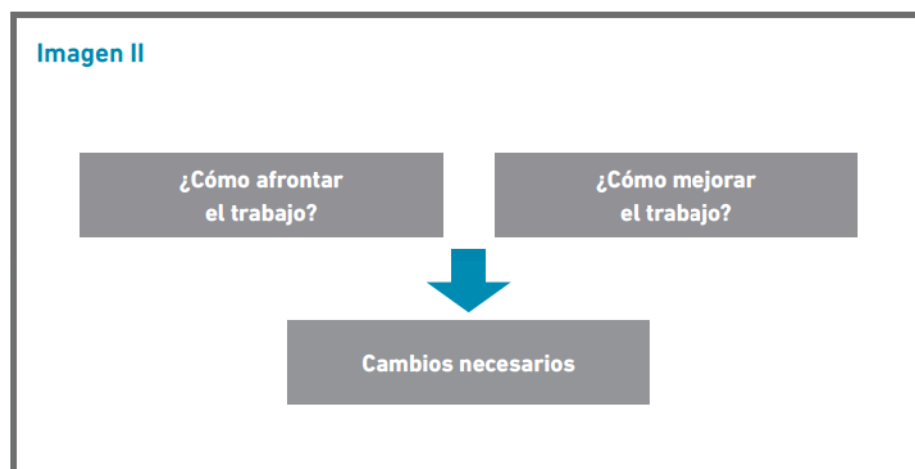 Imagen II
¿Cómo afrontar
el trabajo?
¿Cómo mejorar
el trabajo?
Cambios necesarios